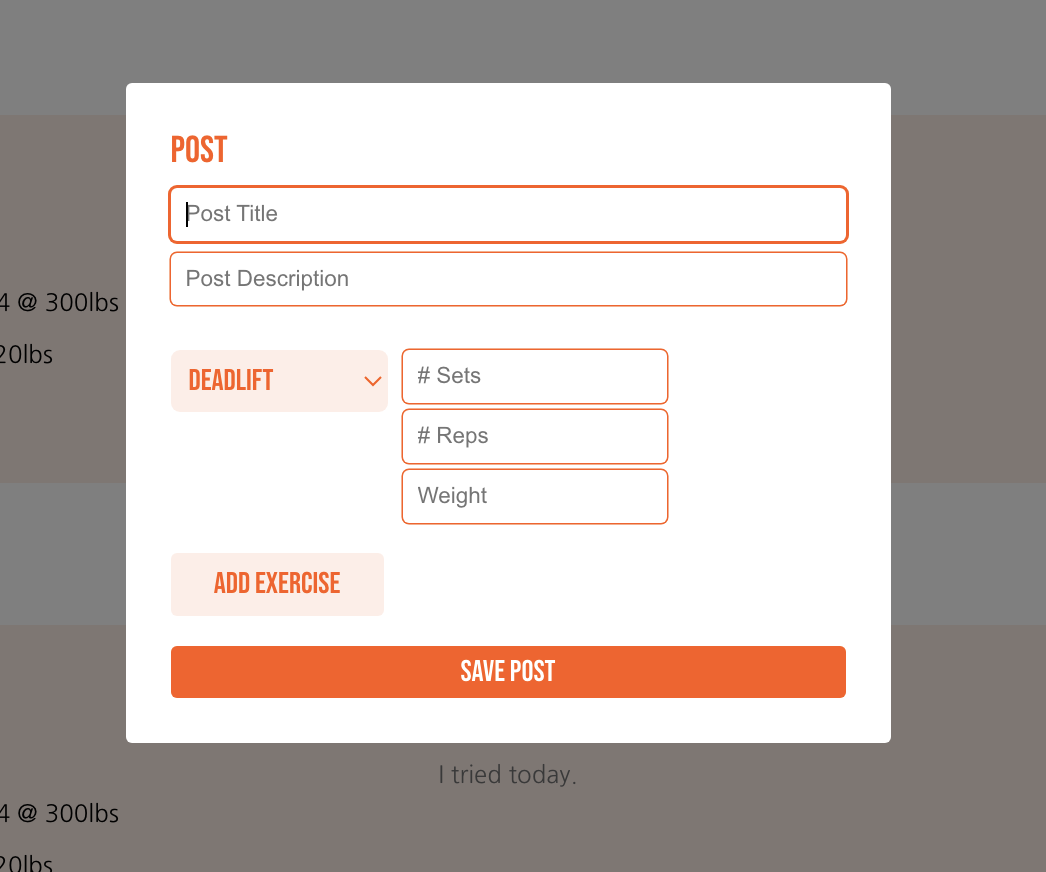 POST
Post Title
Post Description
4 @ 300lbs
20lbs
DEADLIFT
# Sets
# Reps
Weight
ADD EXERCISE
SAVE POST
I tried today.
4 @ 300lbs
20lbs